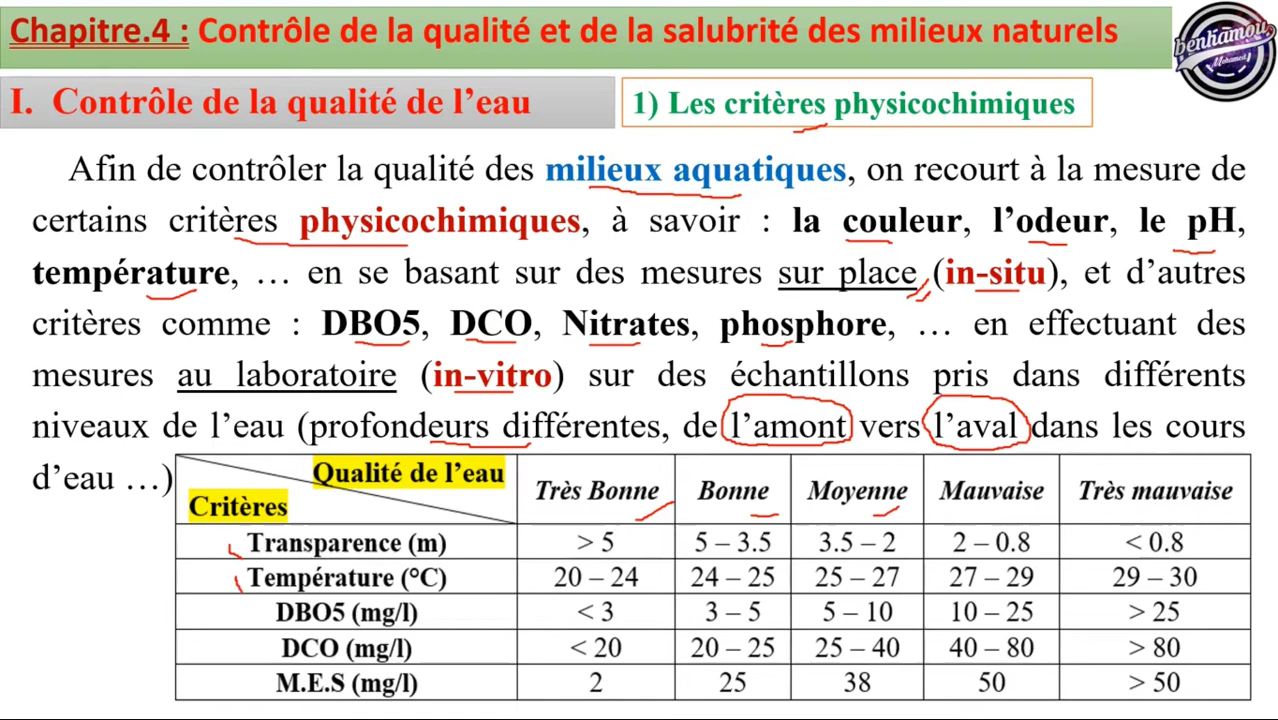 Chapitre.4 : Contrôle de la qualité et de la salubrité des milieux naturels
benhamou
Mohamed
I. Contrôle de la qualité de l’eau
1) Les critères physicochimiques
Afin de contrôler la qualité des milieux aquatiques, on recourt à la mesure de
certains critères physicochimiques, à savoir : la couleur, l’odeur, le pH,
température, … en se basant sur des mesures sur place (in-situ), et d’autres
critères comme : DBO5, DCO, Nitrates, phosphore, … en effectuant des
mesures au laboratoire (in-vitro) sur des échantillons pris dans différents
niveaux de l’eau (profondeurs différentes, de l’amont vers l’aval dans les cours
d’eau …)
Qualité de l’eau
Critères
Très Bonne Bonne Moyenne Mauvaise Très mauvaise
Transparence (m) > 5 5 – 3.5 3.5 – 2 2 – 0.8 < 0.8
Température (°C) 20 – 24 24 – 25 25 – 27 27 – 29 29 – 30
DBO5 (mg/l) < 3 3 – 5 5 – 10 10 – 25 > 25
DCO (mg/l) < 20 20 – 25 25 – 40 40 – 80 > 80
M.E.S (mg/l) 2 25 38 50 > 50